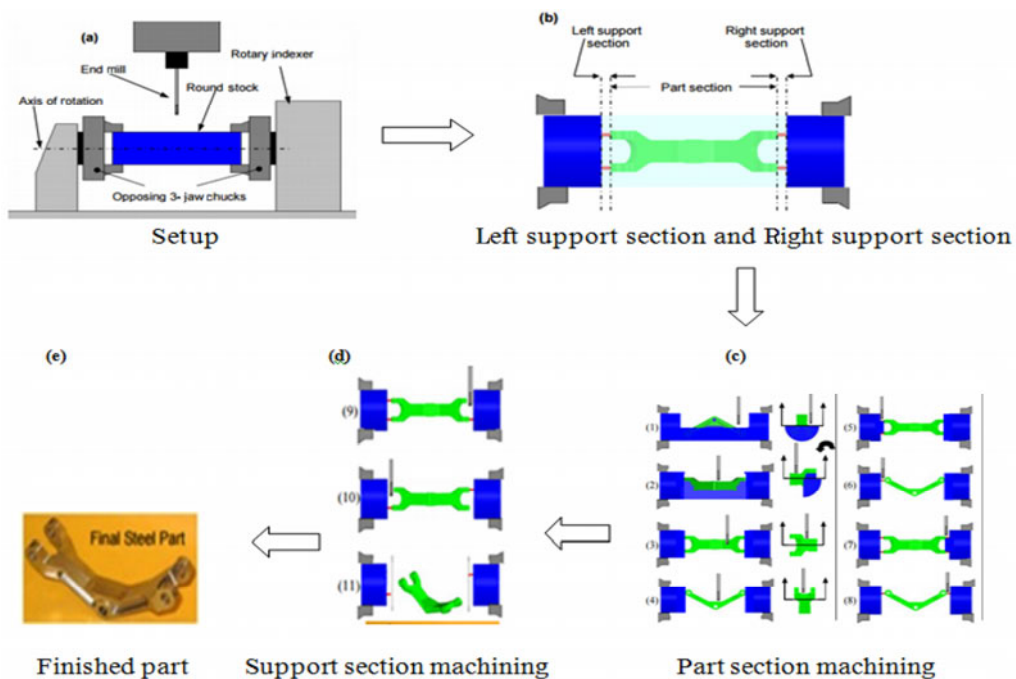 (a)
End mill
Axis of rotation
Round stock
Rotary indexer
Opposing 3- jaw chucks
Setup
(b)
Left support
section
Right support
section
Part section
Left support section and Right support section
(c)
(1)
(2)
(3)
(4)
(5)
(6)
(7)
(8)
Part section machining
(d)
(9)
(10)
(11)
Support section machining
(e)
Final Steel Part
Finished part